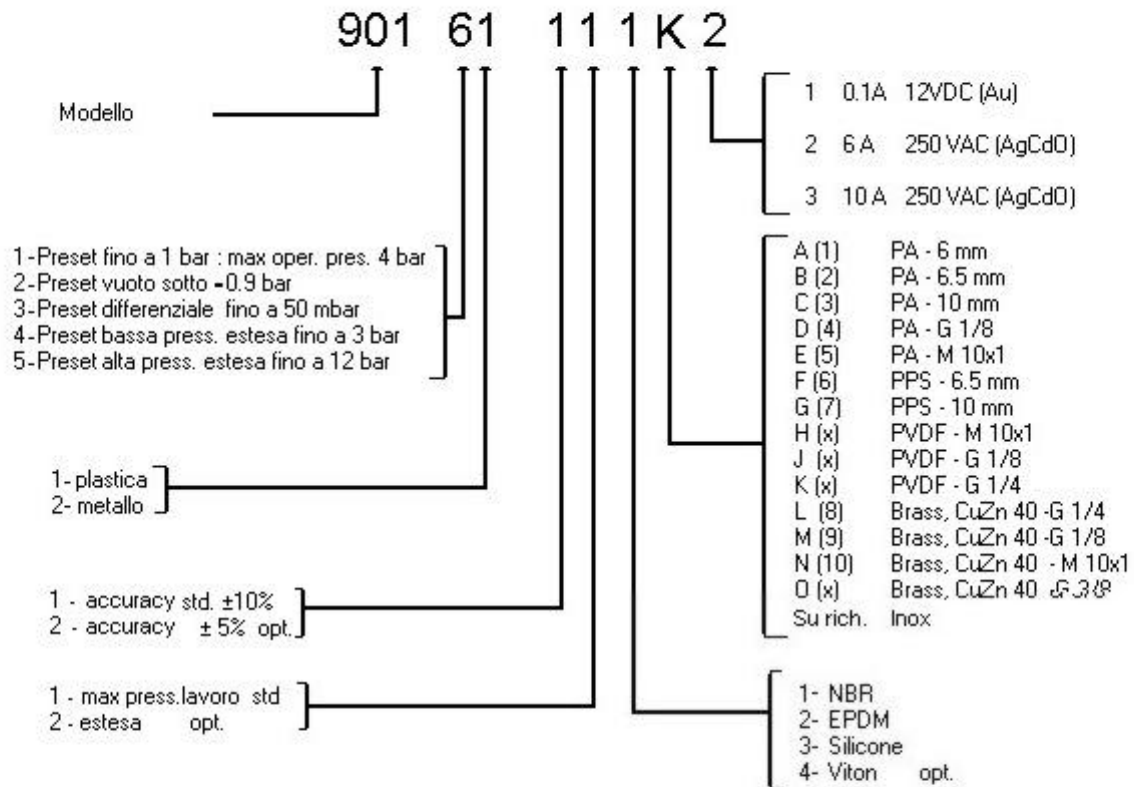 901 61 1 1 1 K 2
Modello
1 0.1A 12VDC (Au)
2 6 A 250 VAC (AgCdO)
3 10 A 250 VAC (AgCdO)
1-Preset fino a 1 bar : max oper. pres. 4 bar
2-Preset vuoto sotto -0.9 bar
3-Preset differenziale fino a 50 mbar
4-Preset bassa press. estesa fino a 3 bar
5-Preset alta press. estesa fino a 12 bar
A (1) PA - 6 mm
B (2) PA - 6.5 mm
C (3) PA - 10 mm
D (4) PA - G 1/8
E (5) PA - M 10x1
F (6) PPS - 6.5 mm
G (7) PPS - 10 mm
H (x) PVDF - M 10x1
J (x) PVDF - G 1/8
K (x) PVDF - G 1/4
L (8) Brass, CuZn 40 -G 1/4
M (9) Brass, CuZn 40 -G 1/8
N (10) Brass, CuZn 40 - M 10x1
O (x) Brass, CuZn 40 -G 3/8
Su rich. Inox
1- plastica
2- metallo
1 - accuracy std. ±10%
2 - accuracy ± 5% opt.
1 - max press.lavoro std
2 - estesa opt.
1- NBR
2- EPDM
3- Silicone
4- Viton opt.